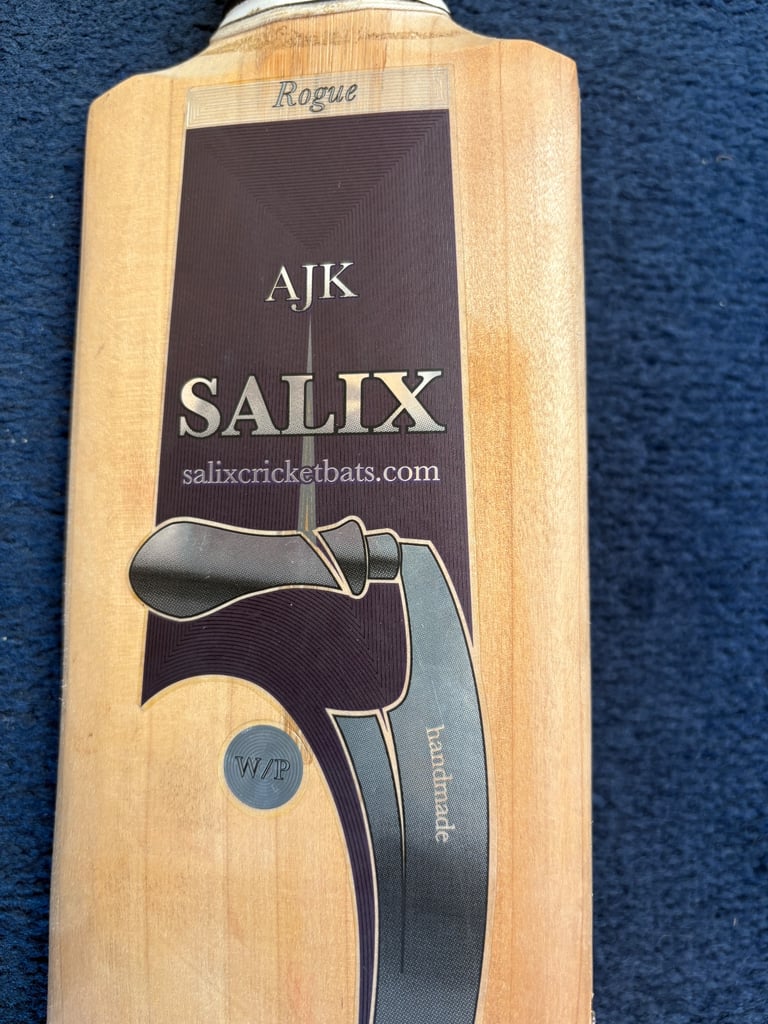 Rogue
AJK
SALIX
salixcricketbats.com
handmade
W/P